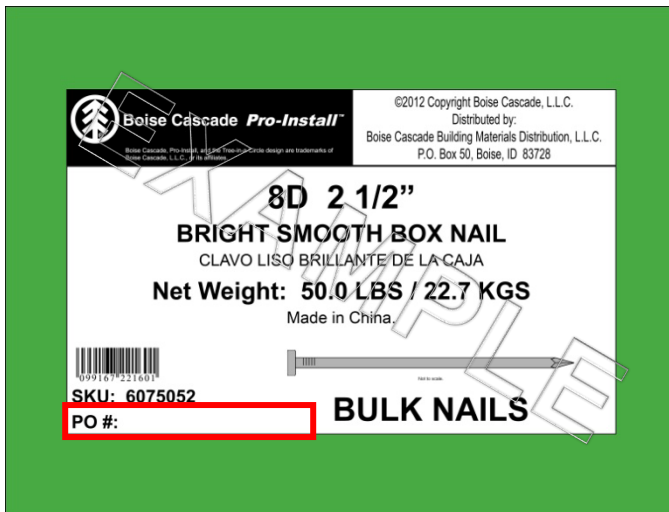 Boise Cascade Pro-Install™
Boise Cascade, Pro-Install, and the Tree-in-a-Circle design are trademarks of
Boise Cascade, L.L.C., or its affiliates.
©2012 Copyright Boise Cascade, L.L.C.
Distributed by:
Boise Cascade Building Materials Distribution, L.L.C.
P.O. Box 50, Boise, ID 83728
8D 2 1/2”
BRIGHT SMOOTH BOX NAIL
CLAVO LISO BRILLANTE DE LA CAJA
Net Weight: 50.0 LBS / 22.7 KGS
Made in China.
099167 221601
Not to scale.
SKU: 6075052
PO #:
BULK NAILS
EXAMPLE